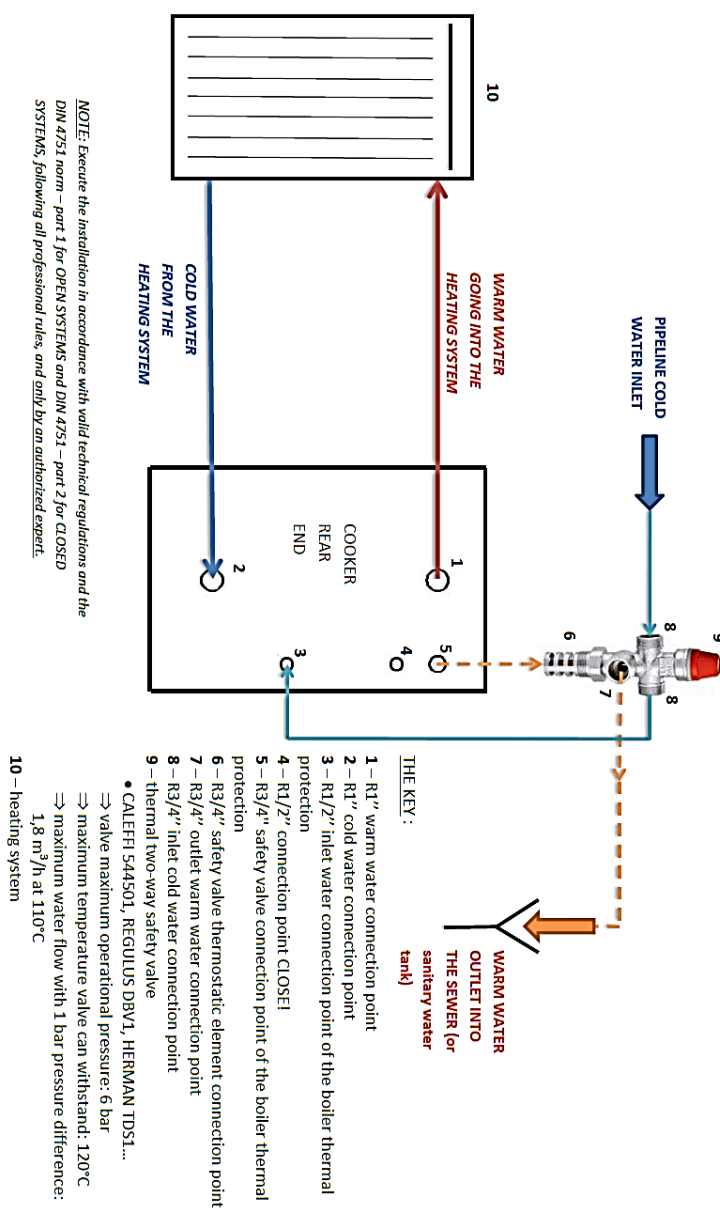 PIPELINE COLD
WATER INLET
9
8
8
6
7
WARM WATER
OUTLET INTO
THE SEWER (or
sanitary water
tank)
10
WARM WATER
GOING INTO THE
HEATING SYSTEM
COLD WATER
FROM THE
HEATING SYSTEM
1
5
4
COOKER
REAR
END
2
3
THE KEY :
1 – R1’’ warm water connection point
2 – R1’’ cold water connection point
3 – R1/2’’ inlet water connection point of the boiler thermal
protection
4 – R1/2’’ connection point CLOSE!
5 – R3/4" safety valve connection point of the boiler thermal
protection
6 – R3/4’’ safety valve thermostatic element connection point
7 – R3/4’’ outlet warm water connection point
8 – R3/4’’ inlet cold water connection point
9 – thermal two-way safety valve
• CALEFFI 544501, REGULUS DBV1, HERMAN TDS1...
⇒ valve maximum operational pressure: 6 bar
⇒ maximum temperature valve can withstand: 120°C
⇒ maximum water flow with 1 bar pressure difference:
1,8 m³/h at 110°C
10 – heating system
NOTE: Execute the installation in accordance with valid technical regulations and the
DIN 4751 norm – part 1 for OPEN SYSTEMS and DIN 4751 – part 2 for CLOSED
SYSTEMS, following all professional rules, and only by an authorized expert.